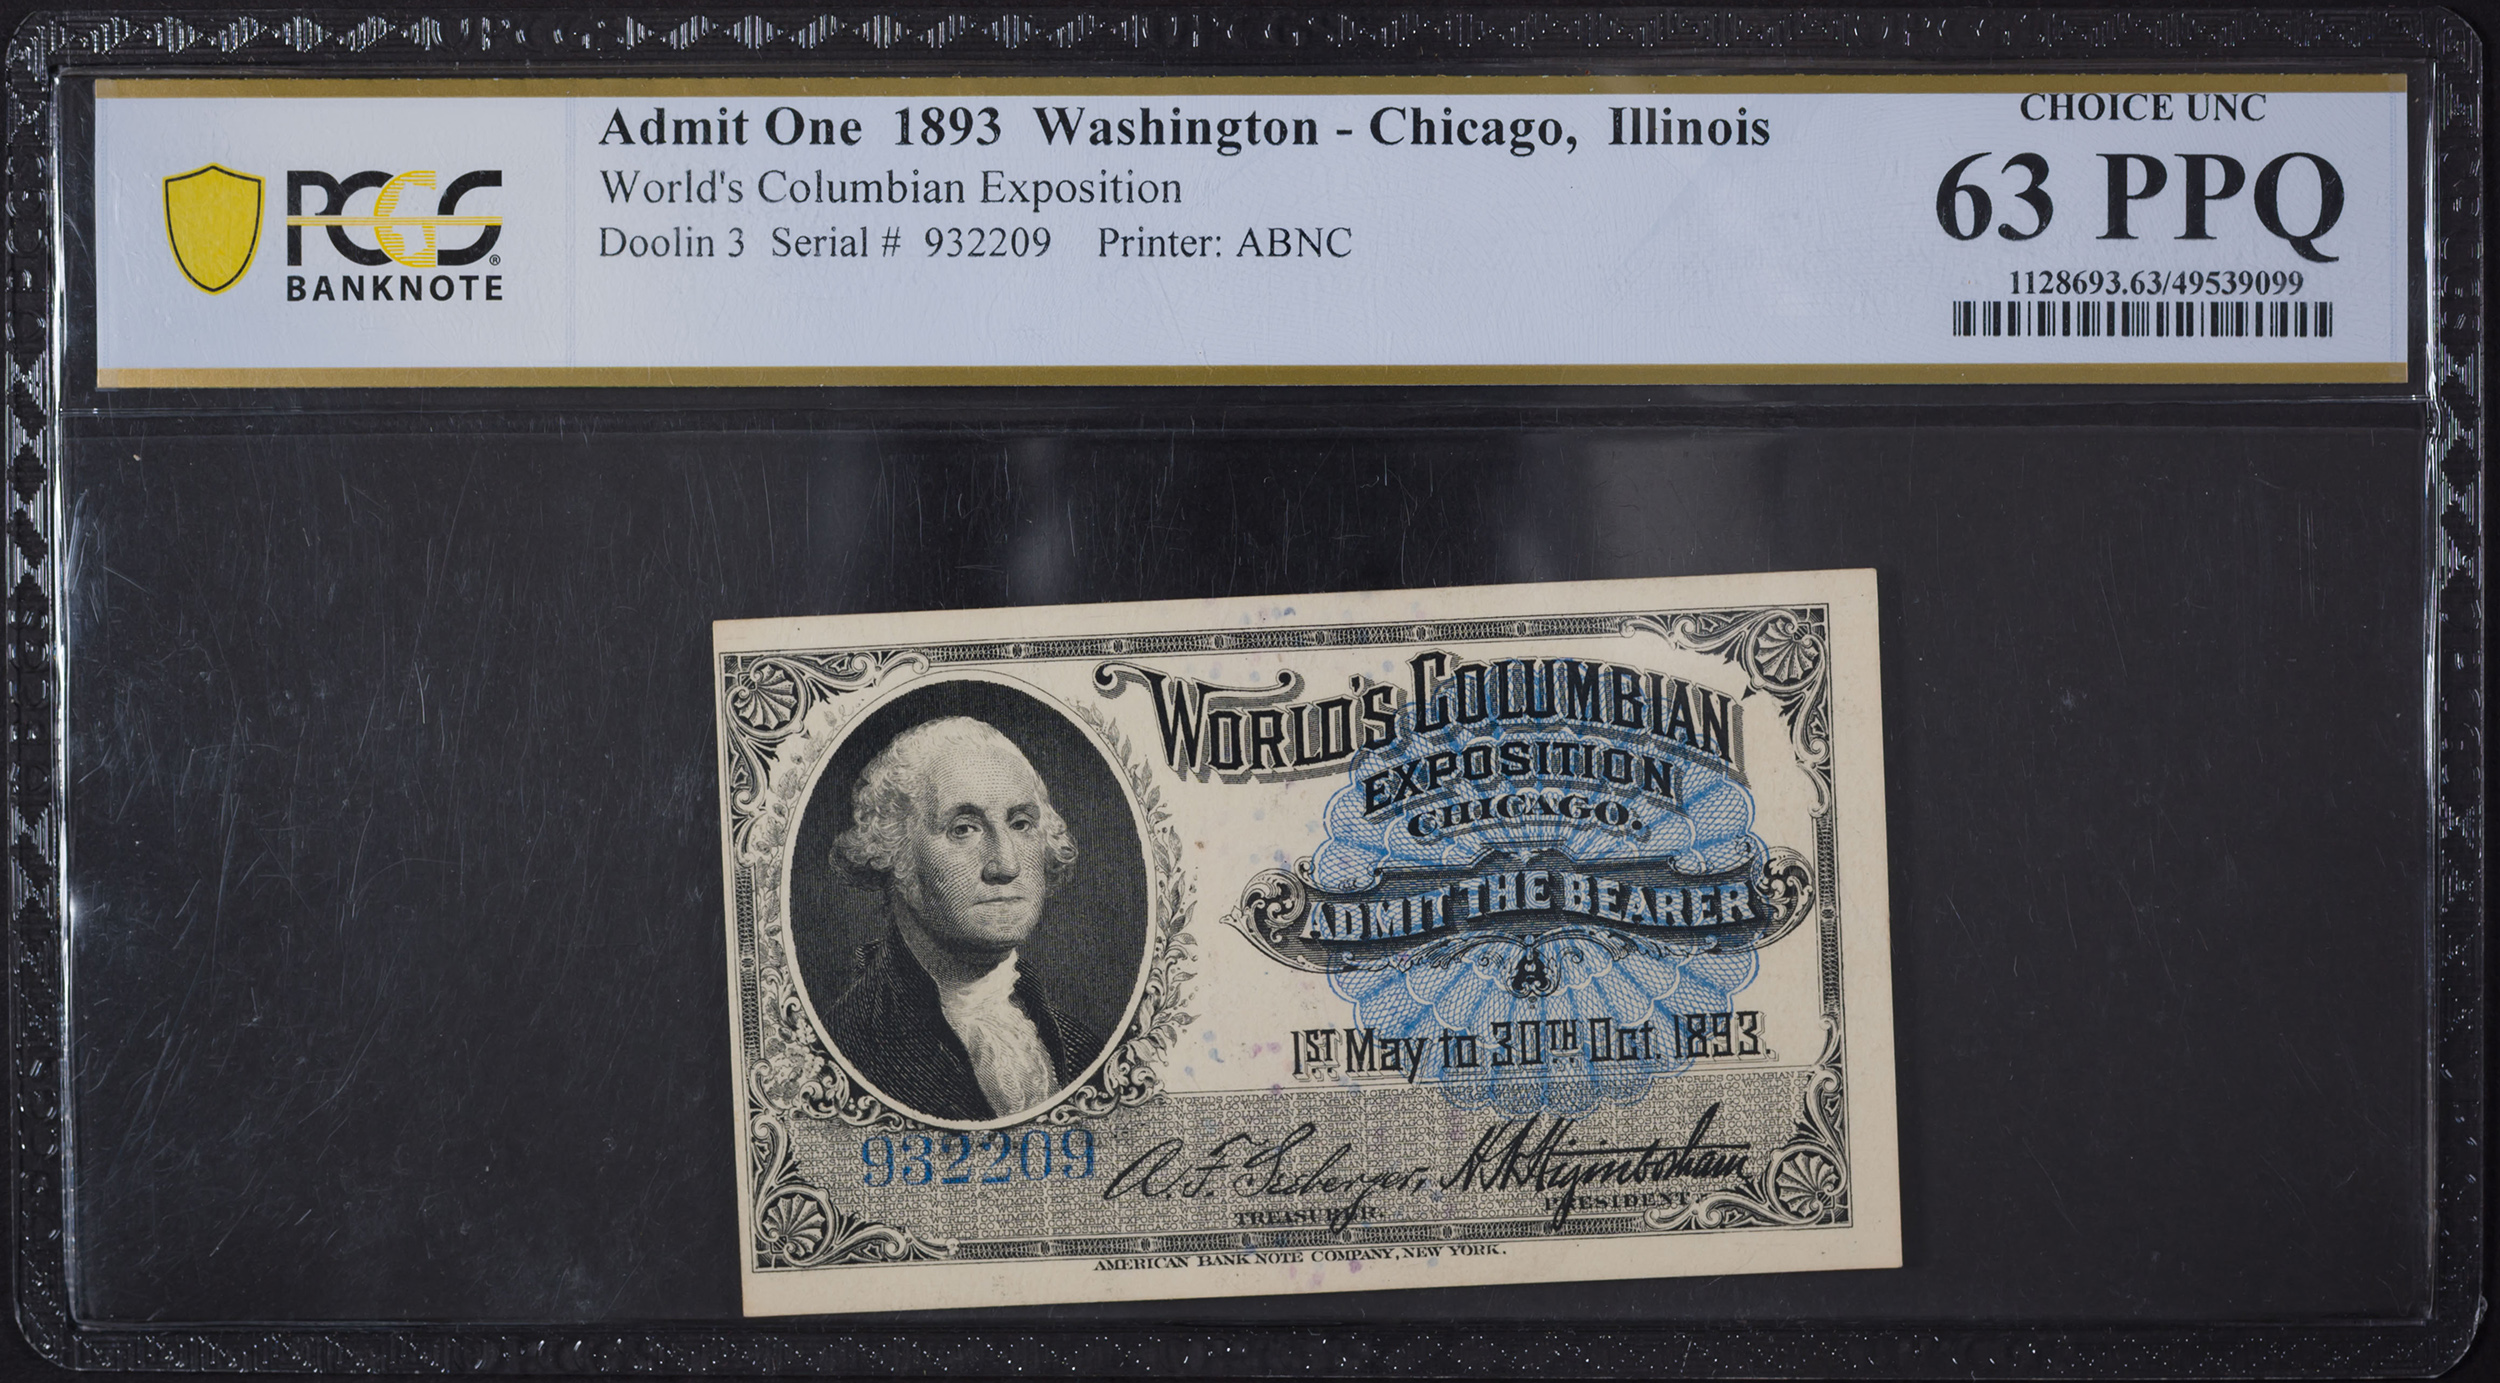 Admit One 1893 Washington - Chicago, Illinois
World's Columbian Exposition
Doolin 3 Serial # 932209 Printer: ABNC
PCGS
BANKNOTE
CHOICE UNC
63 PPQ
1128693.63/49539099
WORLD'S COLUMBIAN
EXPOSITION
CHICAGO.
ADMIT THE BEARER
1ST May to 30TH Oct. 1893.
932209
A. F. Seeberger,
TREASURER.
H. N. Higinbotham
PRESIDENT
AMERICAN BANK NOTE COMPANY, NEW YORK.